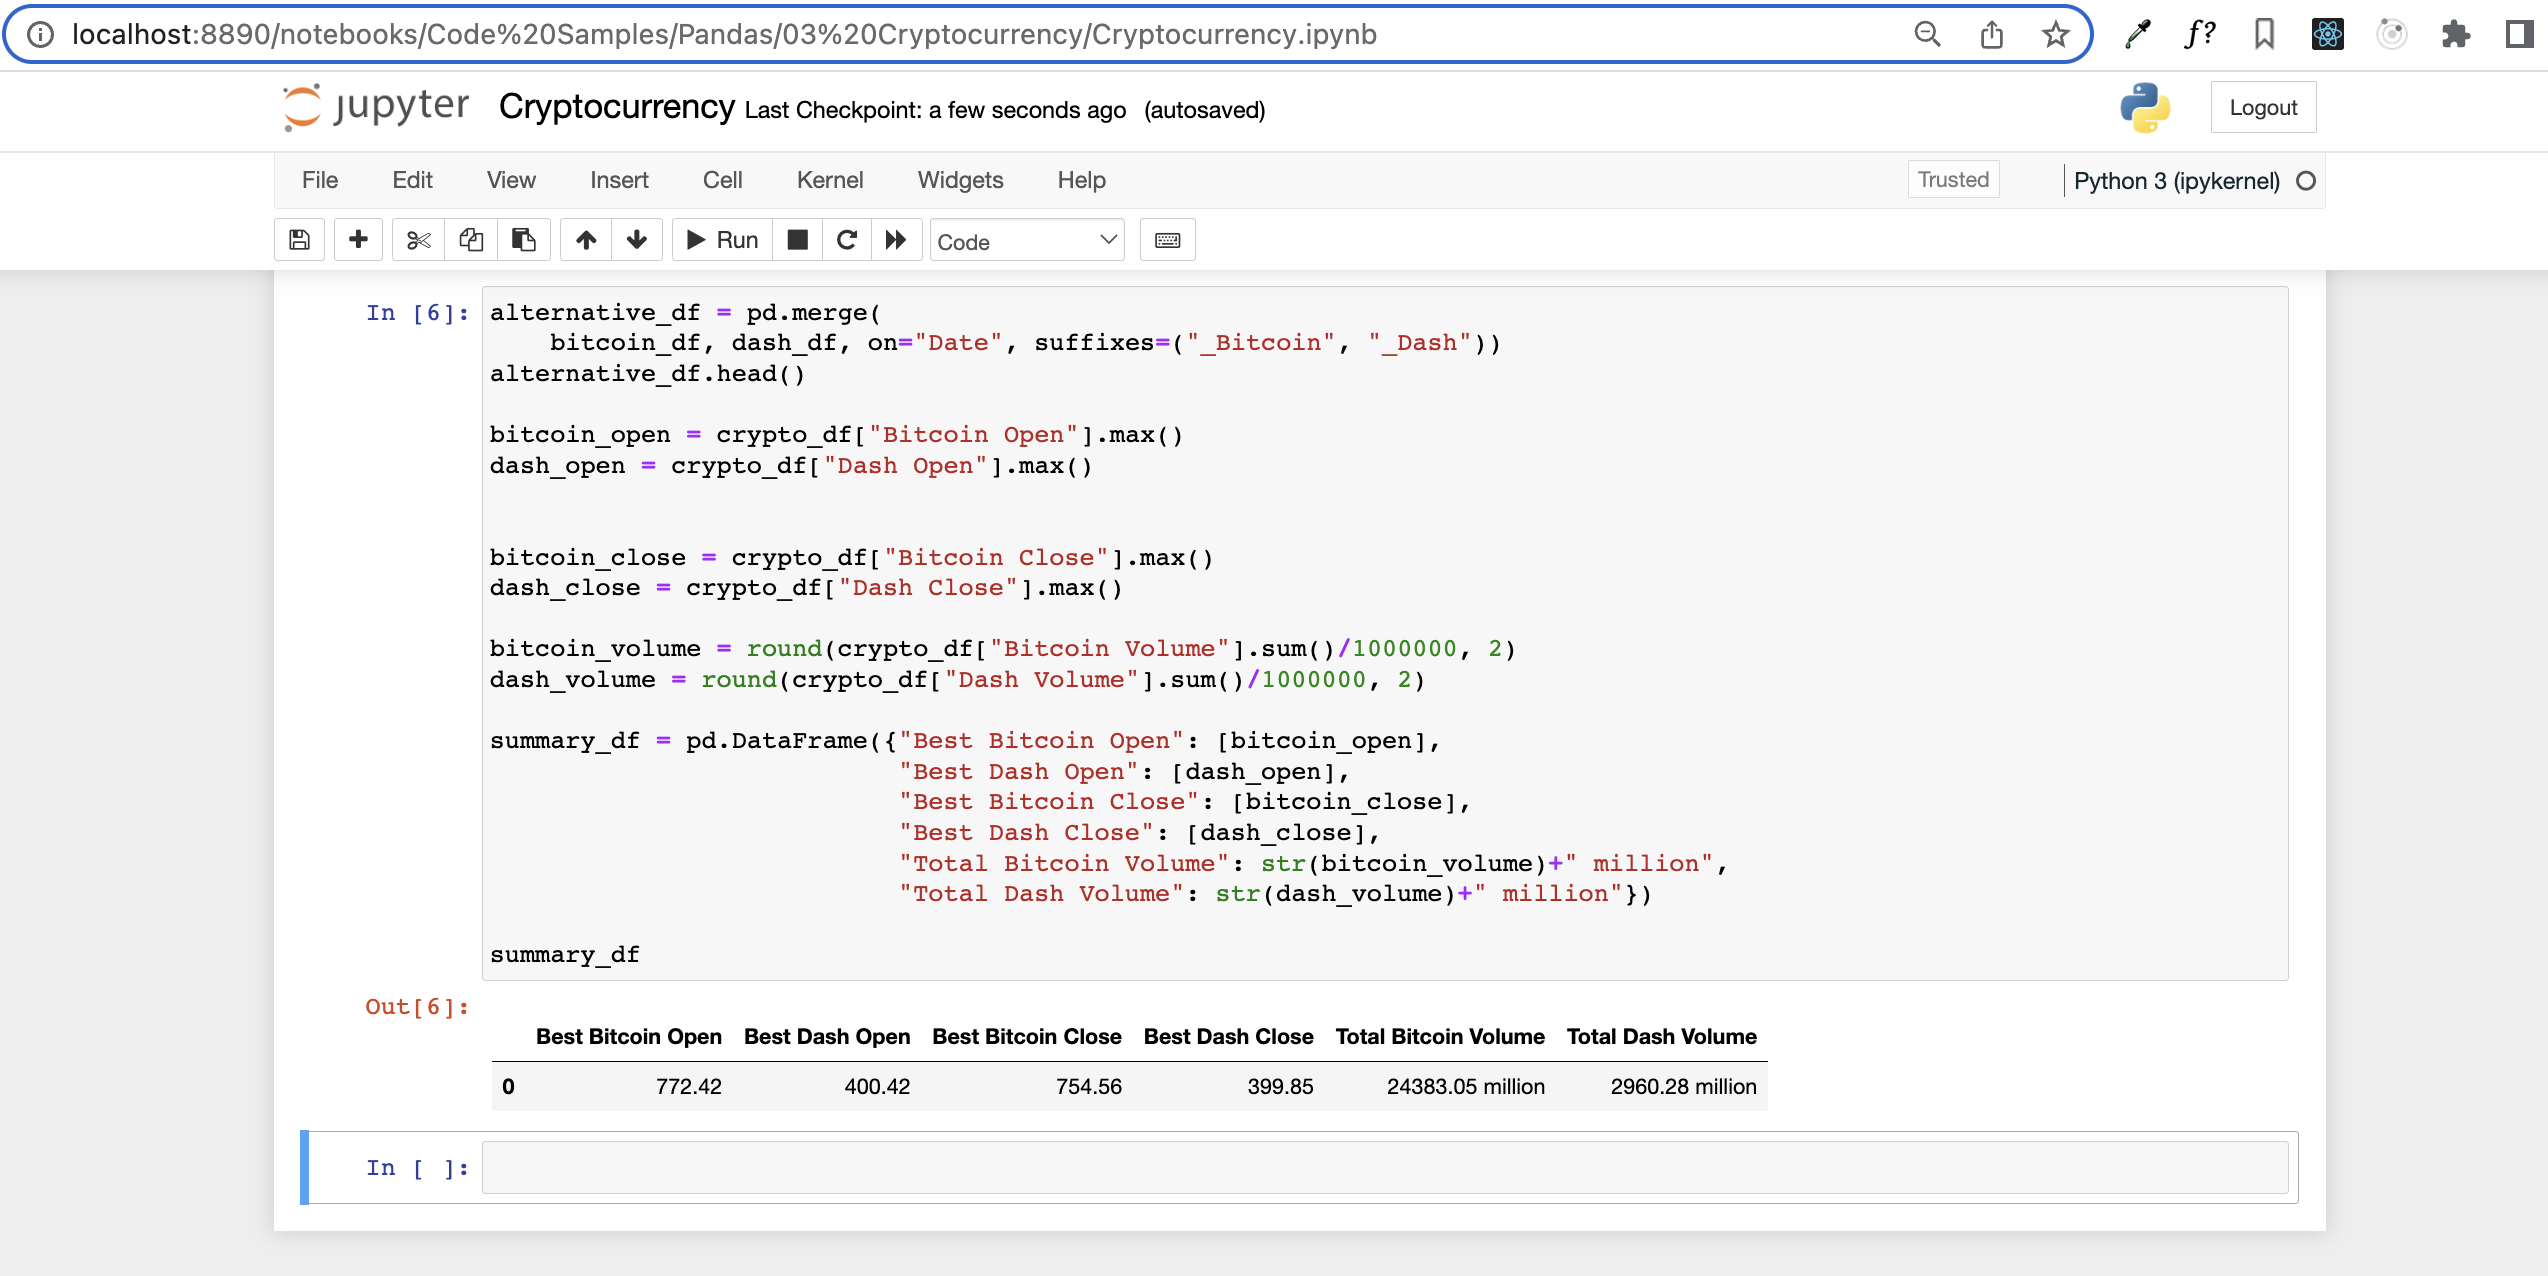 localhost:8890/notebooks/Code%20Samples/Pandas/03%20Cryptocurrency/Cryptocurrency.ipynb
f?
jupyter Cryptocurrency Last Checkpoint: a few seconds ago (autosaved)
Logout
File Edit View Insert Cell Kernel Widgets Help
Trusted
Python 3 (ipykernel)
Run
Code
In [6]:
alternative_df = pd.merge(
    bitcoin_df, dash_df, on="Date", suffixes=("_Bitcoin", "_Dash"))
alternative_df.head()
bitcoin_open = crypto_df["Bitcoin Open"].max()
dash_open = crypto_df["Dash Open"].max()
bitcoin_close = crypto_df["Bitcoin Close"].max()
dash_close = crypto_df["Dash Close"].max()
bitcoin_volume = round(crypto_df["Bitcoin Volume"].sum()/1000000, 2)
dash_volume = round(crypto_df["Dash Volume"].sum()/1000000, 2)
summary_df = pd.DataFrame({"Best Bitcoin Open": [bitcoin_open],
                           "Best Dash Open": [dash_open],
                           "Best Bitcoin Close": [bitcoin_close],
                           "Best Dash Close": [dash_close],
                           "Total Bitcoin Volume": str(bitcoin_volume)+" million",
                           "Total Dash Volume": str(dash_volume)+" million"})
summary_df
Out[6]:
Best Bitcoin Open Best Dash Open Best Bitcoin Close Best Dash Close Total Bitcoin Volume Total Dash Volume
0 772.42 400.42 754.56 399.85 24383.05 million 2960.28 million
In [ ]: